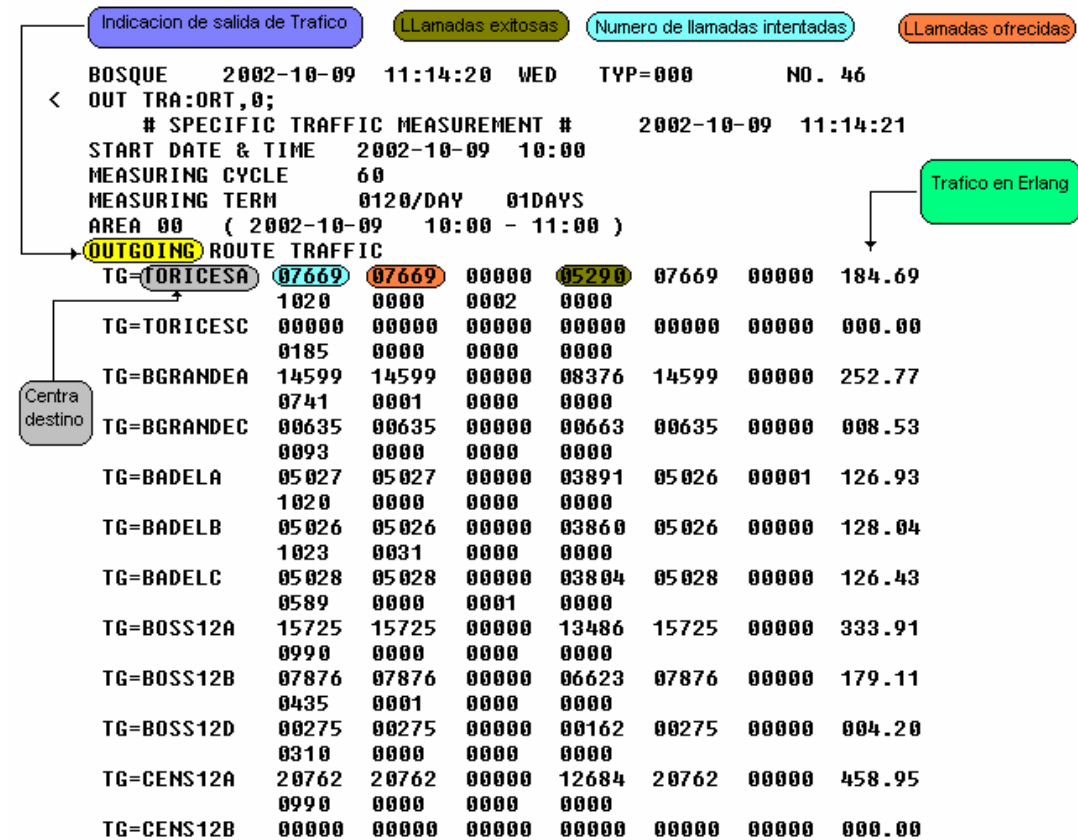 Indicacion de salida de Trafico
LLamadas exitosas
Numero de llamadas intentadas
LLamadas ofrecidas
BOSQUE 2002-10-09 11:14:20 WED TYP=000 NO. 46
< OUT TRA:ORT,0;
# SPECIFIC TRAFFIC MEASUREMENT # 2002-10-09 11:14:21
START DATE & TIME 2002-10-09 10:00
MEASURING CYCLE 60
MEASURING TERM 0120/DAY 01DAYS
Trafico en Erlang
AREA 00 ( 2002-10-09 10:00 - 11:00 )
OUTGOING ROUTE TRAFFIC
TG=TORICESA 07669 07669 00000 05290 07669 00000 184.69
1020 0000 0002 0000
TG=TORICESC 00000 00000 00000 00000 00000 00000 000.00
0185 0000 0000 0000
TG=BGRANDEA 14599 14599 00000 08376 14599 00000 252.77
0741 0001 0000 0000
Centra
destino
TG=BGRANDEC 00635 00635 00000 00663 00635 00000 008.53
0093 0000 0000 0000
TG=BADELA 05027 05027 00000 03891 05026 00001 126.93
1020 0000 0000 0000
TG=BADELB 05026 05026 00000 03860 05026 00000 128.04
1023 0031 0000 0000
TG=BADELC 05028 05028 00000 03804 05028 00000 126.43
0589 0000 0001 0000
TG=BOSS12A 15725 15725 00000 13486 15725 00000 333.91
0990 0000 0000 0000
TG=BOSS12B 07876 07876 00000 06623 07876 00000 179.11
0435 0001 0000 0000
TG=BOSS12D 00275 00275 00000 00162 00275 00000 004.20
0310 0000 0000 0000
TG=CENS12A 20762 20762 00000 12684 20762 00000 458.95
0990 0000 0000 0000
TG=CENS12B 00000 00000 00000 00000 00000 00000 000.00